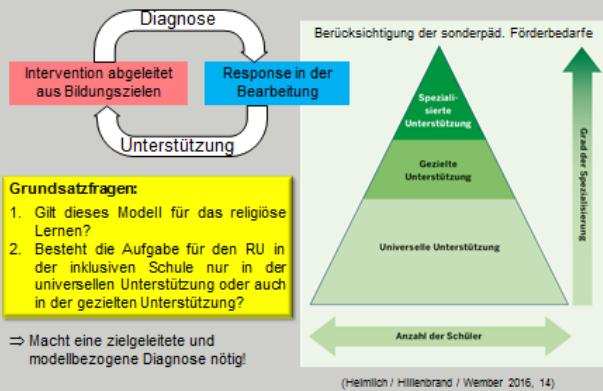 Diagnose
Intervention abgeleitet
aus Bildungszielen
Response in der
Bearbeitung
Unterstützung
Grundsatzfragen:
1. Gilt dieses Modell für das religiöse
Lernen?
2. Besteht die Aufgabe für den RU in
der inklusiven Schule nur in der
universellen Unterstützung oder auch
in der gezielten Unterstützung?
⇒ Macht eine zielgeleitete und
modellbezogene Diagnose nötig!
Berücksichtigung der sonderpäd. Förderbedarfe
Speziali-
sierte
Unterstützung
Gezielte
Unterstützung
Universelle Unterstützung
Grad der Spezialisierung
Anzahl der Schüler
(Heimlich / Hillenbrand / Wember 2016, 14)